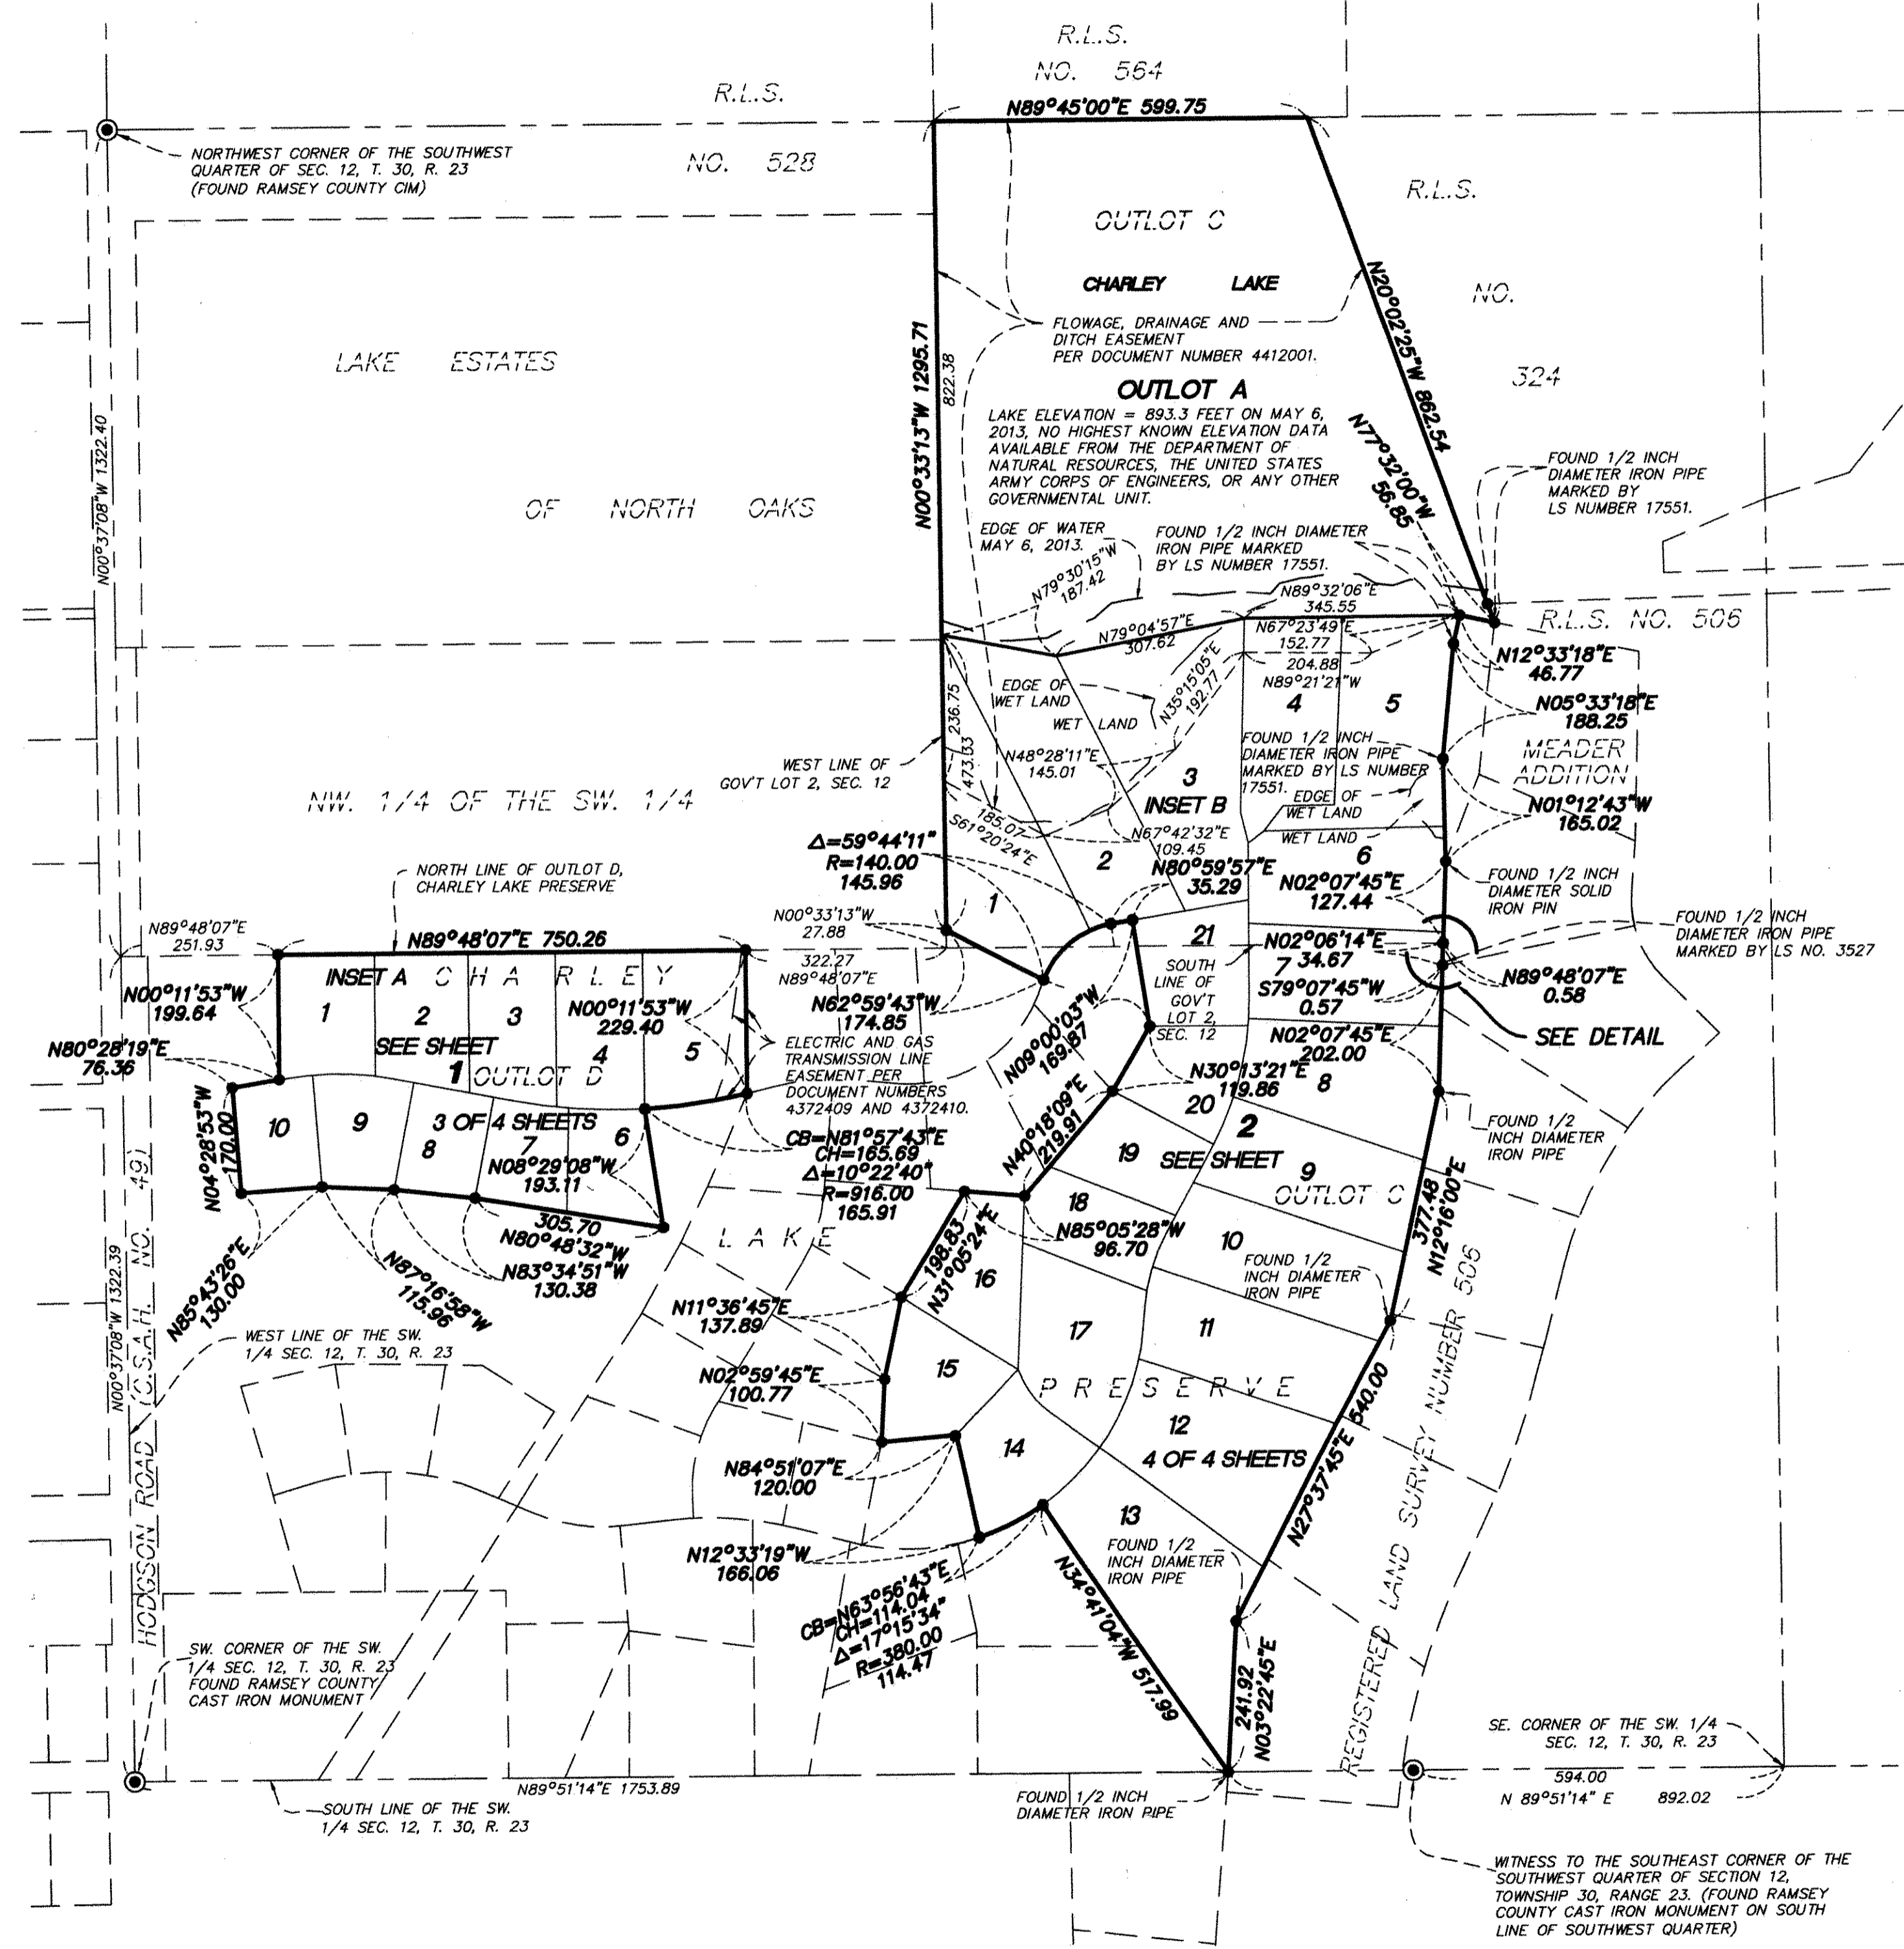 R.L.S.
NO. 564
R.L.S.
NO. 528
N89°45'00"E 599.75
NORTHWEST CORNER OF THE SOUTHWEST
QUARTER OF SEC. 12, T. 30, R. 23
(FOUND RAMSEY COUNTY CIM)
R.L.S.
NO.
324
OUTLOT C
CHARLEY LAKE
FLOWAGE, DRAINAGE AND
DITCH EASEMENT
PER DOCUMENT NUMBER 4412001.
OUTLOT A
LAKE ELEVATION = 893.3 FEET ON MAY 6,
2013, NO HIGHEST KNOWN ELEVATION DATA
AVAILABLE FROM THE DEPARTMENT OF
NATURAL RESOURCES, THE UNITED STATES
ARMY CORPS OF ENGINEERS, OR ANY OTHER
GOVERNMENTAL UNIT.
N00°33'13"W 1295.71
822.38
N20°02'25"W 862.54
N77°32'00"W
56.85
LAKE ESTATES
OF NORTH OAKS
N00°37'08"W 1322.40
FOUND 1/2 INCH
DIAMETER IRON PIPE
MARKED BY
LS NUMBER 17551.
EDGE OF WATER
MAY 6, 2013.
FOUND 1/2 INCH DIAMETER
IRON PIPE MARKED
BY LS NUMBER 17551.
N79°30'15"W
187.42
N89°32'06"E
345.55
N79°04'57"E
307.62
N67°23'49"E
152.77
204.88
N89°21'21"W
R.L.S. NO. 506
N12°33'18"E
46.77
N05°33'18"E
188.25
MEADER
ADDITION
N01°12'43"W
165.02
EDGE OF
WET LAND
WET LAND
N35°15'05"E
192.77
4
5
236.75
473.33
N48°28'11"E
145.01
WEST LINE OF
GOV'T LOT 2, SEC. 12
3
INSET B
FOUND 1/2 INCH
DIAMETER IRON PIPE
MARKED BY LS NUMBER
17551.
EDGE OF
WET LAND
WET LAND
NW. 1/4 OF THE SW. 1/4
185.07
S61°20'24"E
N67°42'32"E
109.45
Δ=59°44'11"
R=140.00
145.96
2
N80°59'57"E
35.29
6
N02°07'45"E
127.44
FOUND 1/2 INCH
DIAMETER SOLID
IRON PIN
NORTH LINE OF OUTLOT D,
CHARLEY LAKE PRESERVE
N89°48'07"E
251.93
N89°48'07"E 750.26
N00°33'13"W
27.88
1
322.27
N89°48'07"E
21
N02°06'14"E
34.67
7
S79°07'45"W
0.57
FOUND 1/2 INCH
DIAMETER IRON PIPE
MARKED BY LS NO. 3527
N89°48'07"E
0.58
SEE DETAIL
SOUTH
LINE OF
GOV'T
LOT 2,
SEC. 12
N02°07'45"E
202.00
8
INSET A
CHARLEY
N00°11'53"W
199.64
1
2
3
N00°11'53"W
229.40
4
5
N62°59'43"W
174.85
N09°00'03"W
169.87
SEE SHEET
1
OUTLOT D
3 OF 4 SHEETS
N80°28'19"E
76.36
ELECTRIC AND GAS
TRANSMISSION LINE
EASEMENT PER
DOCUMENT NUMBERS
4372409 AND 4372410.
N04°28'53"W
170.00
10
9
8
7
6
N08°29'08"W
193.11
CB=N81°57'43"E
CH=165.69
Δ=10°22'40"
R=916.00
165.91
N30°13'21"E
119.86
20
N40°18'09"E
219.91
19
2
SEE SHEET
9
OUTLOT C
FOUND 1/2
INCH DIAMETER
IRON PIPE
377.48
N12°16'00"E
305.70
N80°48'32"W
N83°34'51"W
130.38
N87°16'58"W
115.96
N85°43'26"E
130.00
LAKE
198.83
N31°05'24"E
18
N85°05'28"W
96.70
10
16
FOUND 1/2
INCH DIAMETER
IRON PIPE
N11°36'45"E
137.89
17
11
N02°59'45"E
100.77
15
PRESERVE
WEST LINE OF THE SW.
1/4 SEC. 12, T. 30, R. 23
N00°37'08"W 1322.39
HODGSON ROAD (C.S.A.H. NO. 49)
12
4 OF 4 SHEETS
14
N84°51'07"E
120.00
N27°37'45"E 540.00
13
FOUND 1/2
INCH DIAMETER
IRON PIPE
N12°33'19"W
166.06
CB=N63°56'43"E
CH=114.04
Δ=17°15'34"
R=380.00
114.47
N34°41'04"W 517.99
241.92
N03°22'45"E
REGISTERED LAND SURVEY NUMBER 506
SW. CORNER OF THE SW.
1/4 SEC. 12, T. 30, R. 23
FOUND RAMSEY COUNTY
CAST IRON MONUMENT
N89°51'14"E 1753.89
SOUTH LINE OF THE SW.
1/4 SEC. 12, T. 30, R. 23
FOUND 1/2 INCH
DIAMETER IRON PIPE
SE. CORNER OF THE SW. 1/4
SEC. 12, T. 30, R. 23
594.00
N 89°51'14" E 892.02
WITNESS TO THE SOUTHEAST CORNER OF THE
SOUTHWEST QUARTER OF SECTION 12,
TOWNSHIP 30, RANGE 23. (FOUND RAMSEY
COUNTY CAST IRON MONUMENT ON SOUTH
LINE OF SOUTHWEST QUARTER)